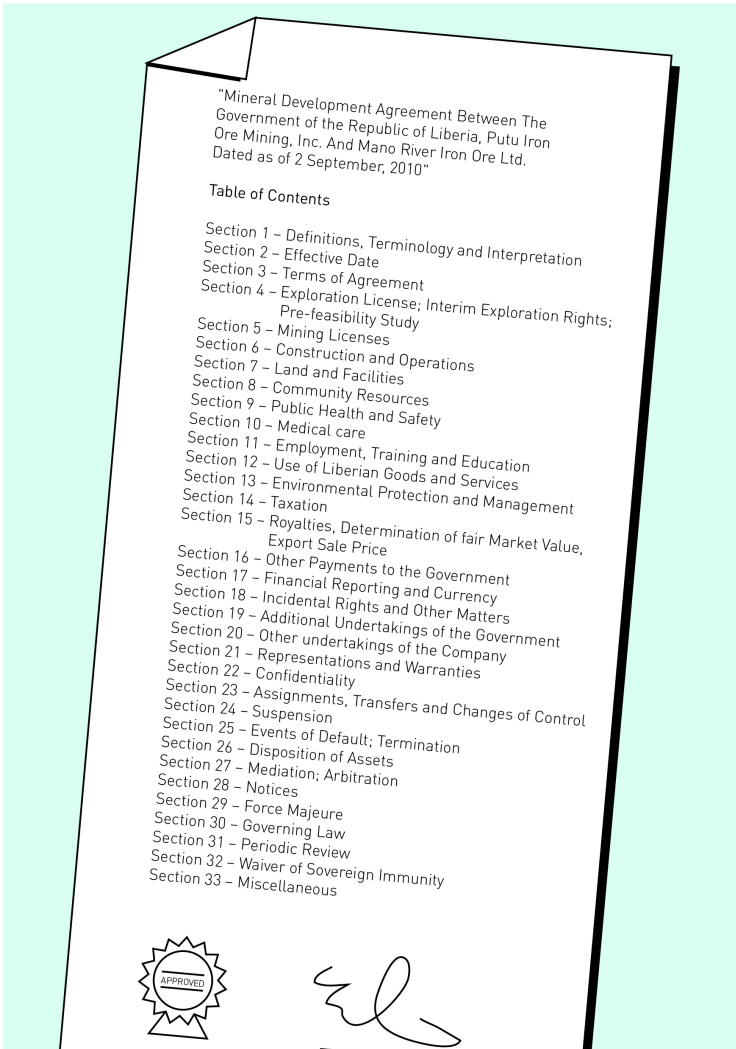 "Mineral Development Agreement Between The
Government of the Republic of Liberia, Putu Iron
Ore Mining, Inc. And Mano River Iron Ore Ltd.
Dated as of 2 September, 2010"
Table of Contents
Section 1 – Definitions, Terminology and Interpretation
Section 2 – Effective Date
Section 3 – Terms of Agreement
Section 4 – Exploration License; Interim Exploration Rights;
Pre-feasibility Study
Section 5 – Mining Licenses
Section 6 – Construction and Operations
Section 7 – Land and Facilities
Section 8 – Community Resources
Section 9 – Public Health and Safety
Section 10 – Medical care
Section 11 – Employment, Training and Education
Section 12 – Use of Liberian Goods and Services
Section 13 – Environmental Protection and Management
Section 14 – Taxation
Section 15 – Royalties, Determination of fair Market Value,
Export Sale Price
Section 16 – Other Payments to the Government
Section 17 – Financial Reporting and Currency
Section 18 – Incidental Rights and Other Matters
Section 19 – Additional Undertakings of the Government
Section 20 – Other undertakings of the Company
Section 21 – Representations and Warranties
Section 22 – Confidentiality
Section 23 – Assignments, Transfers and Changes of Control
Section 24 – Suspension
Section 25 – Events of Default; Termination
Section 26 – Disposition of Assets
Section 27 – Mediation; Arbitration
Section 28 – Notices
Section 29 – Force Majeure
Section 30 – Governing Law
Section 31 – Periodic Review
Section 32 – Waiver of Sovereign Immunity
Section 33 – Miscellaneous
APPROVED